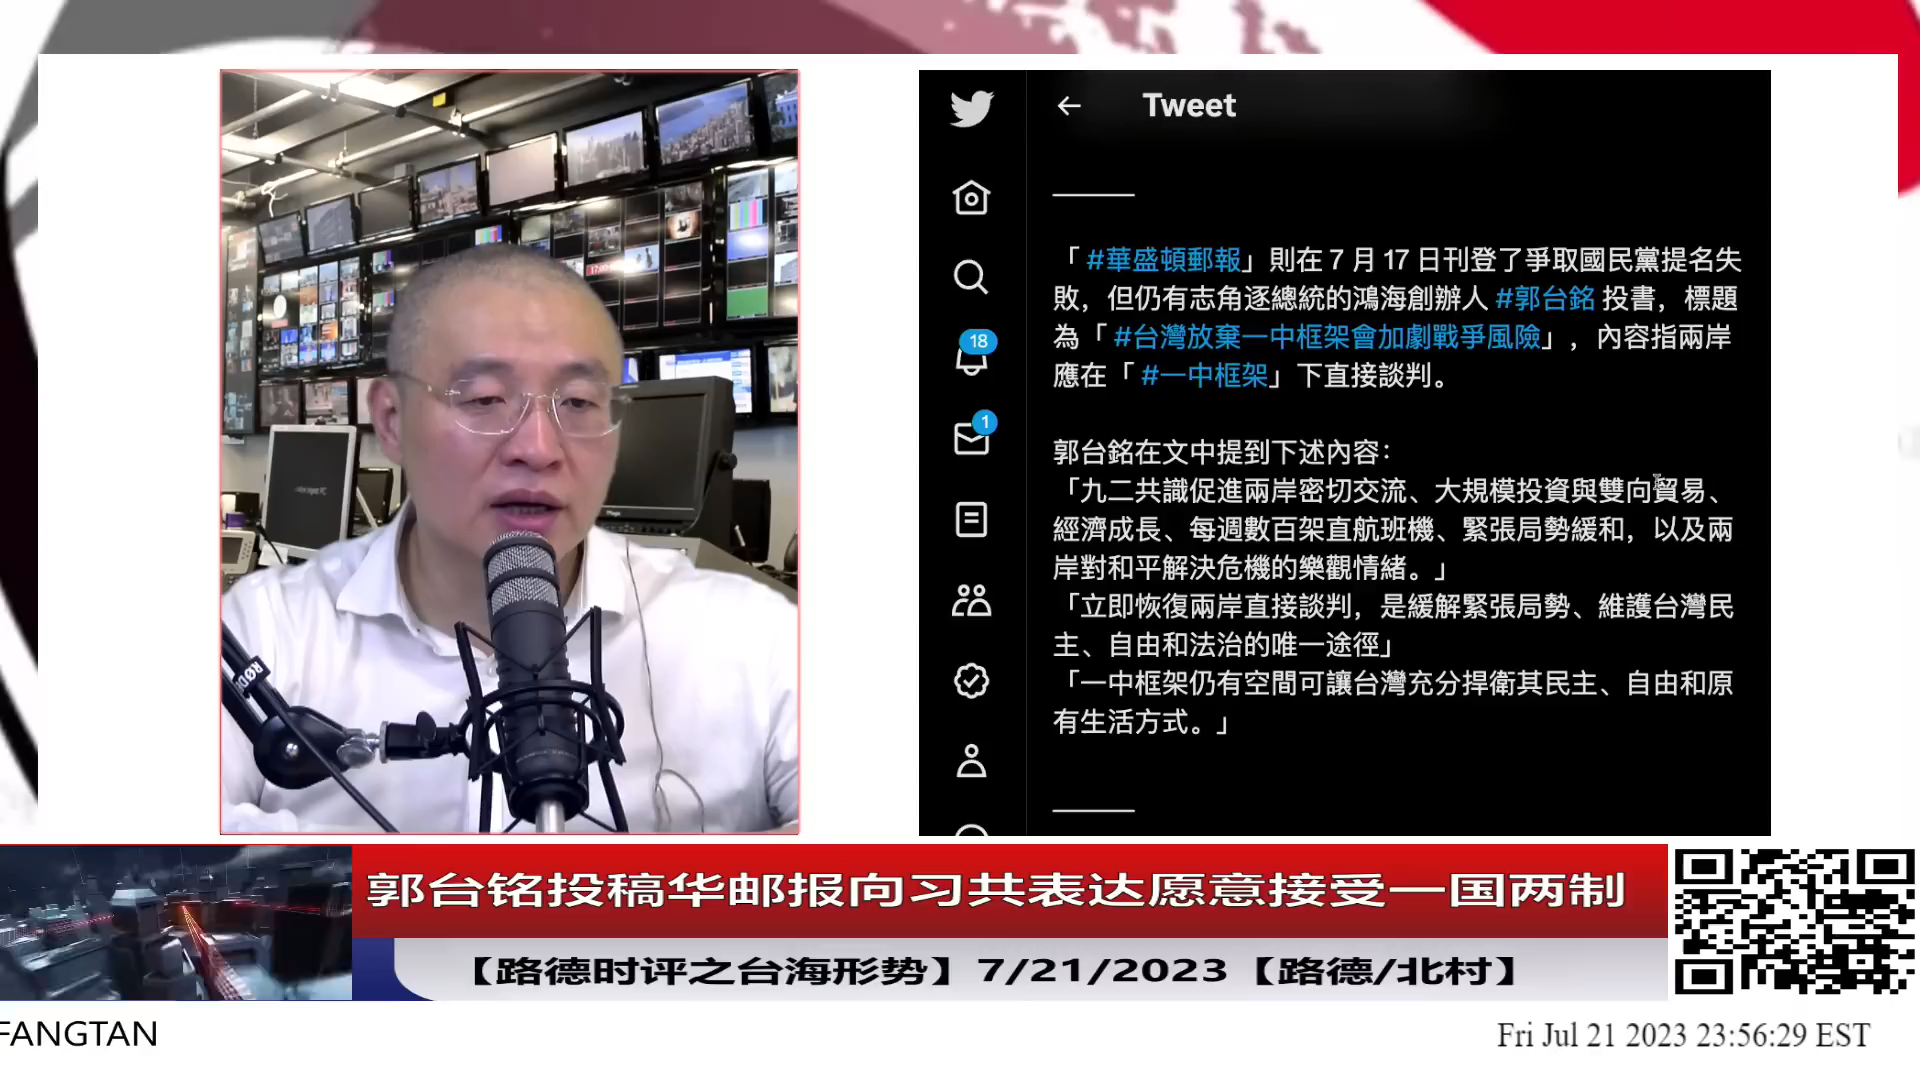 Tweet
「 #華盛頓郵報」則在 7 月 17 日刊登了爭取國民黨提名失
敗，但仍有志角逐總統的鴻海創辦人 #郭台銘 投書，標題
為「 #台灣放棄一中框架會加劇戰爭風險」，內容指兩岸
應在「 #一中框架」下直接談判。
18
1
郭台銘在文中提到下述內容：
「九二共識促進兩岸密切交流、大規模投資與雙向貿易、
經濟成長、每週數百架直航班機、緊張局勢緩和，以及兩
岸對和平解決危機的樂觀情緒。」
「立即恢復兩岸直接談判，是緩解緊張局勢、維護台灣民
主、自由和法治的唯一途徑」
「一中框架仍有空間可讓台灣充分捍衛其民主、自由和原
有生活方式。」
RØD
郭台铭投稿华邮报向习共表达愿意接受一国两制
【路德时评之台海形势】7/21/2023【路德/北村】
FANGTAN
Fri Jul 21 2023 23:56:29 EST